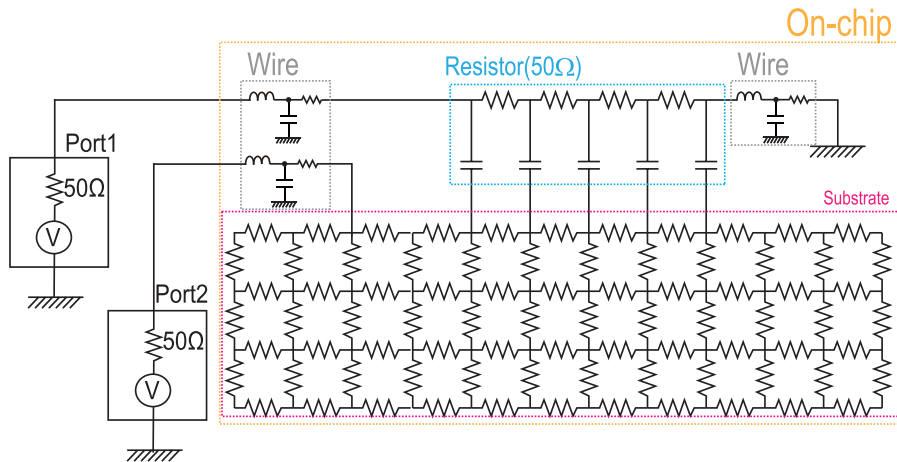 On-chip
Wire
Resistor(50Ω)
Wire
Port1
50Ω
V
Substrate
Port2
50Ω
V